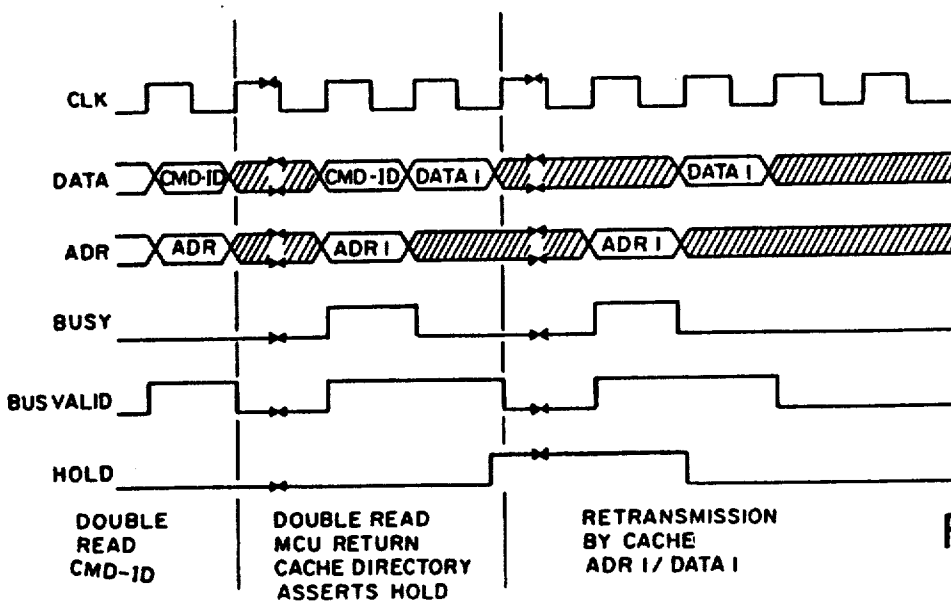 CLK
DATA CMD-ID CMD-ID DATA 1 DATA 1
ADR ADR ADR 1 ADR 1
BUSY
BUS VALID
HOLD
DOUBLE
READ
CMD-ID
DOUBLE READ
MCU RETURN
CACHE DIRECTORY
ASSERTS HOLD
RETRANSMISSION
BY CACHE
ADR 1/ DATA 1